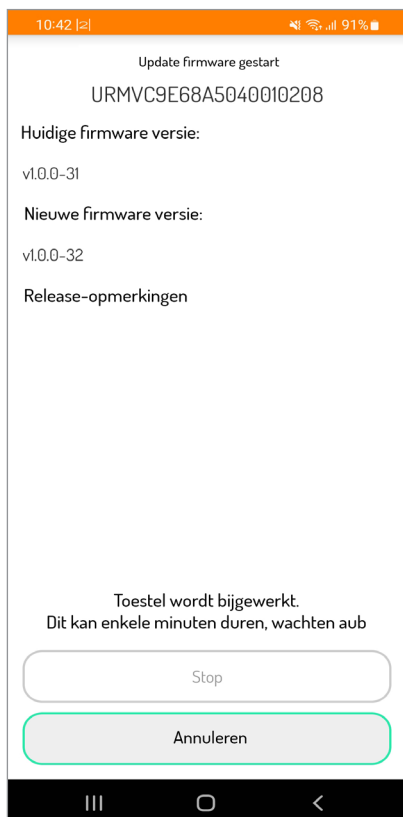 10:42 |2| 91%
Update firmware gestart
URMVC9E68A5040010208
Huidige firmware versie:
v1.0.0-31
Nieuwe firmware versie:
v1.0.0-32
Release-opmerkingen
Toestel wordt bijgewerkt.
Dit kan enkele minuten duren, wachten aub
Stop
Annuleren